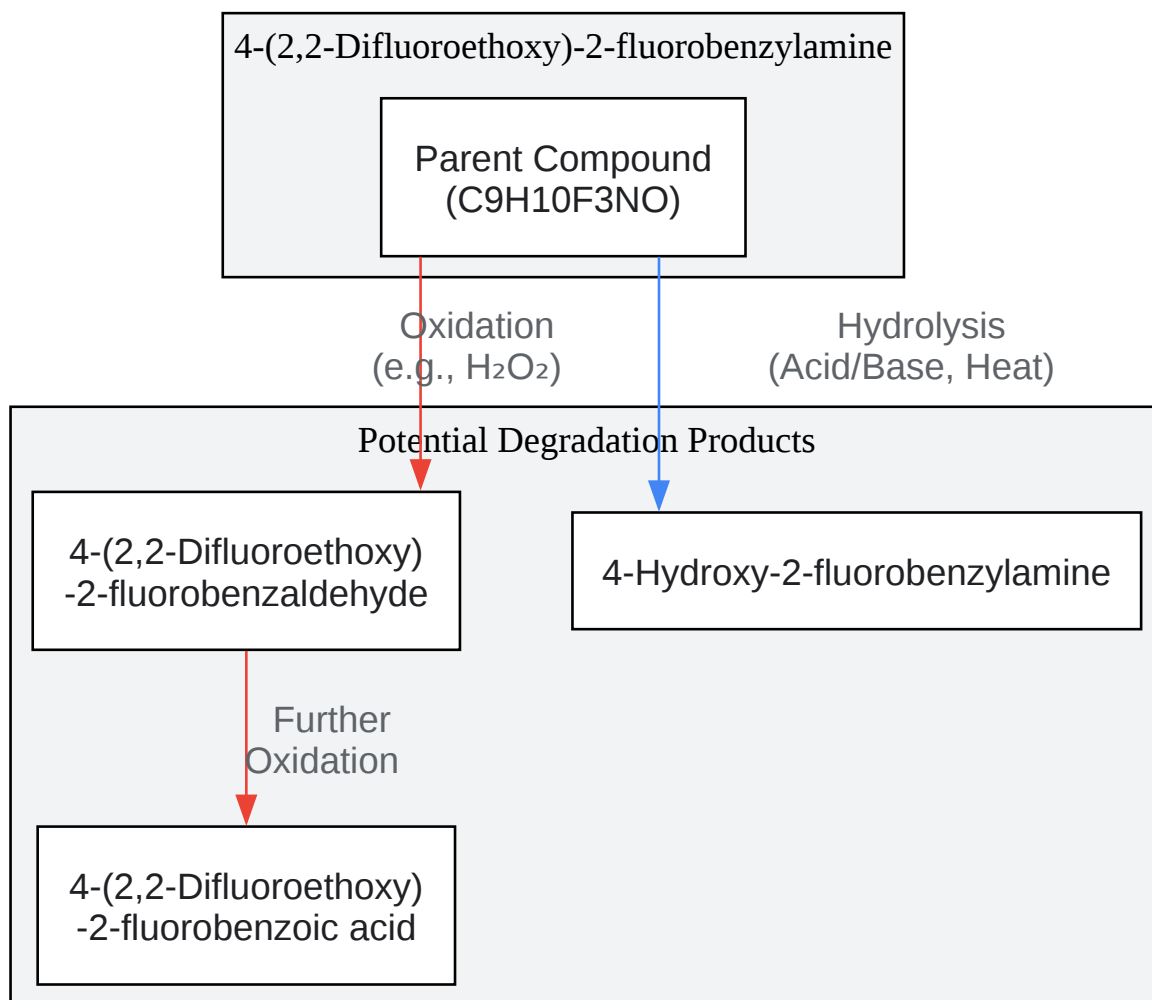 4-(2,2-Difluoroethoxy)-2-fluorobenzylamine
Parent Compound
(C9H10F3NO)
Oxidation
(e.g., H₂O₂)
Hydrolysis
(Acid/Base, Heat)
Potential Degradation Products
4-(2,2-Difluoroethoxy)
-2-fluorobenzaldehyde
4-Hydroxy-2-fluorobenzylamine
Further
Oxidation
4-(2,2-Difluoroethoxy)
-2-fluorobenzoic acid